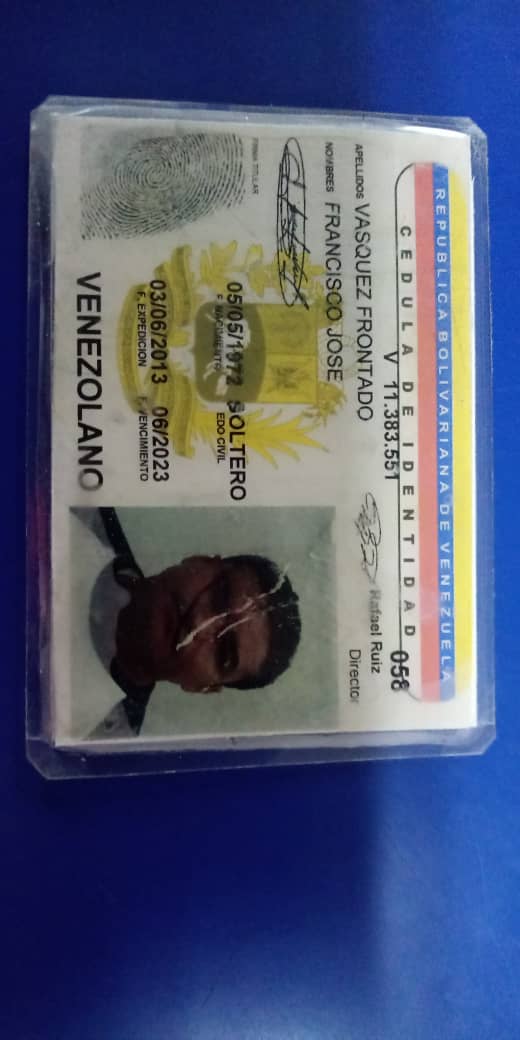 REPUBLICA BOLIVARIANA DE VENEZUELA
CEDULA DE IDENTIDAD 058
V 11.383.551
Rafael Ruiz
Director
APELLIDOS VASQUEZ FRONTADO
NOMBRES FRANCISCO JOSE
FIRMA TITULAR
05/05/1972 SOLTERO
F. NACIMIENTO EDO CIVIL
03/06/2013 06/2023
F. EXPEDICION F. VENCIMIENTO
VENEZOLANO